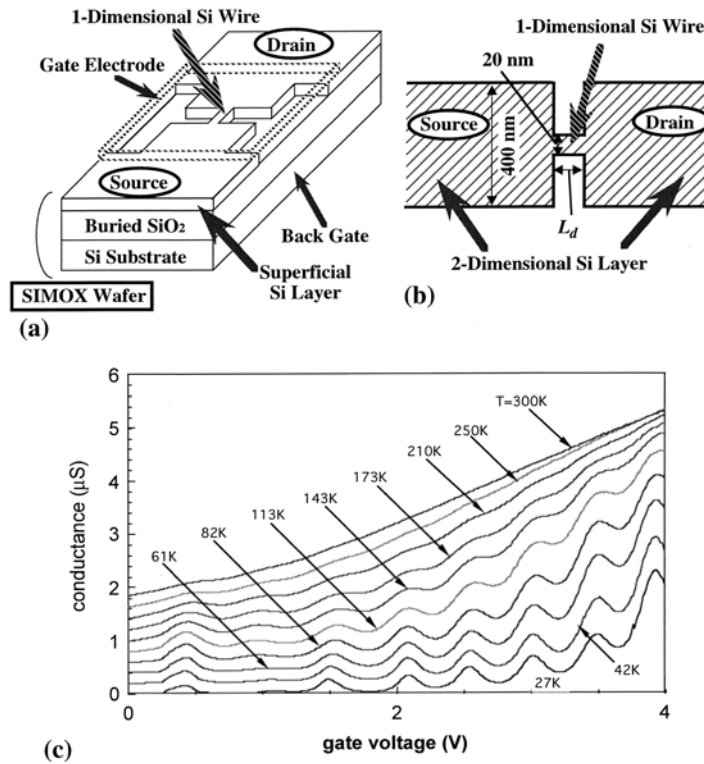 (a)
1-Dimensional Si Wire
Gate Electrode
Drain
Source
Buried SiO₂
Si Substrate
Back Gate
Superficial
Si Layer
SIMOX Wafer
(b)
1-Dimensional Si Wire
20 nm
Source
400 nm
Drain
L_d
2-Dimensional Si Layer
6
5
4
3
2
1
0
conductance (μS)
T=300K
250K
210K
173K
143K
113K
82K
61K
42K
27K
0
2
4
gate voltage (V)
(c)